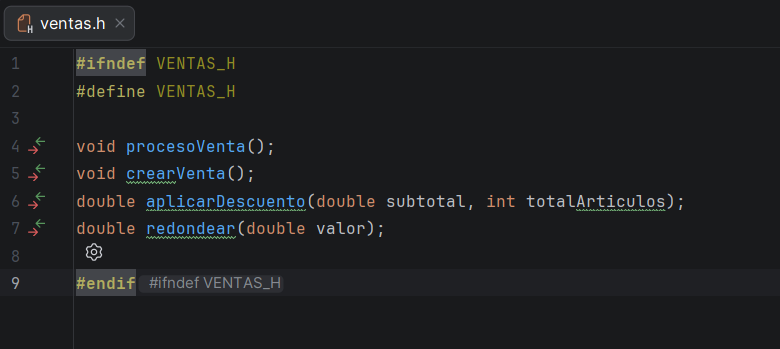 ventas.h
1 #ifndef VENTAS_H
2 #define VENTAS_H
3
4 void procesoVenta();
5 void crearVenta();
6 double aplicarDescuento(double subtotal, int totalArticulos);
7 double redondear(double valor);
8
9 #endif #ifndef VENTAS_H